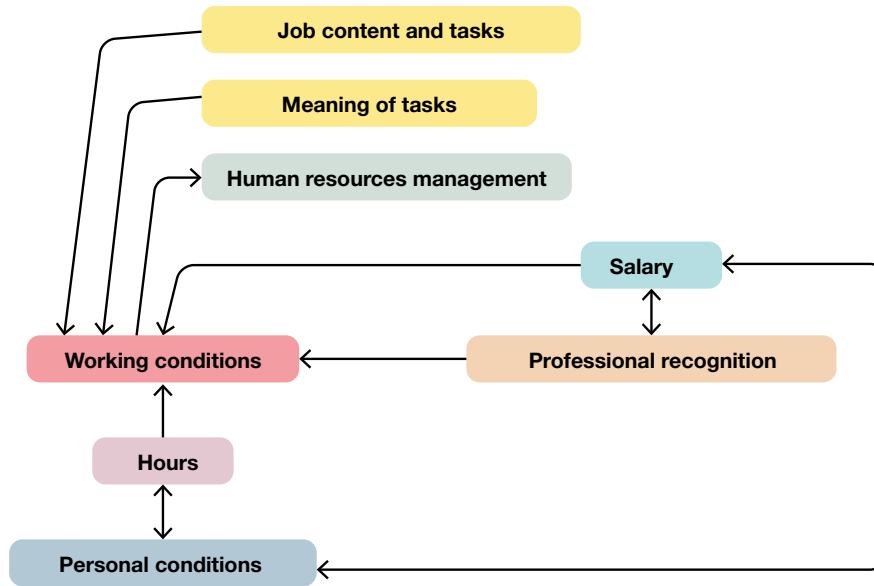 Job content and tasks
Meaning of tasks
Human resources management
Salary
Working conditions
Professional recognition
Hours
Personal conditions